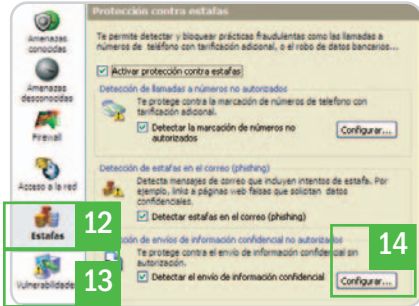 Protección contra estafas
Te permite detectar y bloquear prácticas fraudulentas como las llamadas a
números de teléfono con tarificación adicional, o el robo de datos bancarios...
Activar protección contra estafas
Detección de llamadas a números no autorizados
Te protege contra la marcación de números de teléfono con
tarificación adicional.
Detectar la marcación de números no
autorizados
Configurar...
Detección de estafas en el correo (phishing)
Detecta mensajes de correo que incluyen intentos de estafa. Por
ejemplo, links a páginas web falsas que solicitan datos
confidenciales.
Detectar estafas en el correo (phishing)
ón de envíos de información confidencial no autorizados
Te protege contra el envío de información confidencial sin
autorización.
Detectar el envío de información confidencial
Configurar...
Amenazas
conocidas
Amenazas
desconocidas
Firewall
Acceso a la red
Estafas
Vulnerabilidade
12
13
14